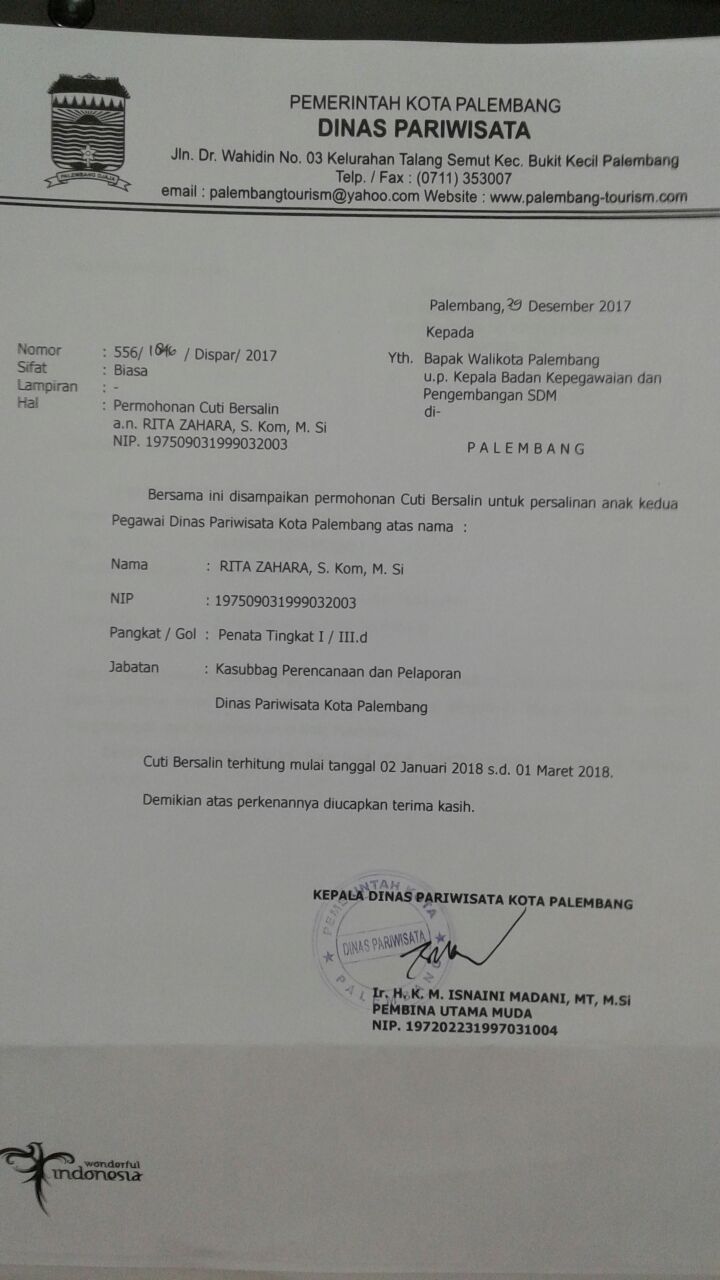 PALEMBANG DJAJA
PEMERINTAH KOTA PALEMBANG
DINAS PARIWISATA
Jln. Dr. Wahidin No. 03 Kelurahan Talang Semut Kec. Bukit Kecil Palembang
Telp. / Fax : (0711) 353007
email : palembangtourism@yahoo.com Website : www.palembang-tourism.com
Palembang, 29 Desember 2017
Kepada
Nomor : 556/ 1846 / Dispar/ 2017
Sifat : Biasa
Lampiran : -
Hal : Permohonan Cuti Bersalin
a.n. RITA ZAHARA, S. Kom, M. Si
NIP. 197509031999032003
Yth. Bapak Walikota Palembang
u.p. Kepala Badan Kepegawaian dan
Pengembangan SDM
di-
P A L E M B A N G
Bersama ini disampaikan permohonan Cuti Bersalin untuk persalinan anak kedua
Pegawai Dinas Pariwisata Kota Palembang atas nama :
Nama : RITA ZAHARA, S. Kom, M. Si
NIP : 197509031999032003
Pangkat / Gol : Penata Tingkat I / III.d
Jabatan : Kasubbag Perencanaan dan Pelaporan
Dinas Pariwisata Kota Palembang
Cuti Bersalin terhitung mulai tanggal 02 Januari 2018 s.d. 01 Maret 2018.
Demikian atas perkenannya diucapkan terima kasih.
KEPALA DINAS PARIWISATA KOTA PALEMBANG
PEMERINTAH KOTA
DINAS PARIWISATA
PALEMBANG
Ir. H. K. M. ISNAINI MADANI, MT, M.Si
PEMBINA UTAMA MUDA
NIP. 197202231997031004
wonderful
indonesia